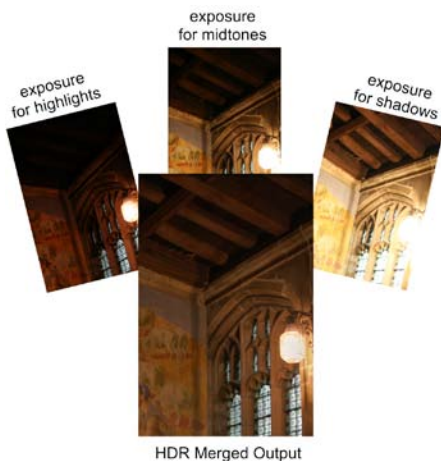 exposure
for midtones
exposure
for highlights
exposure
for shadows
HDR Merged Output